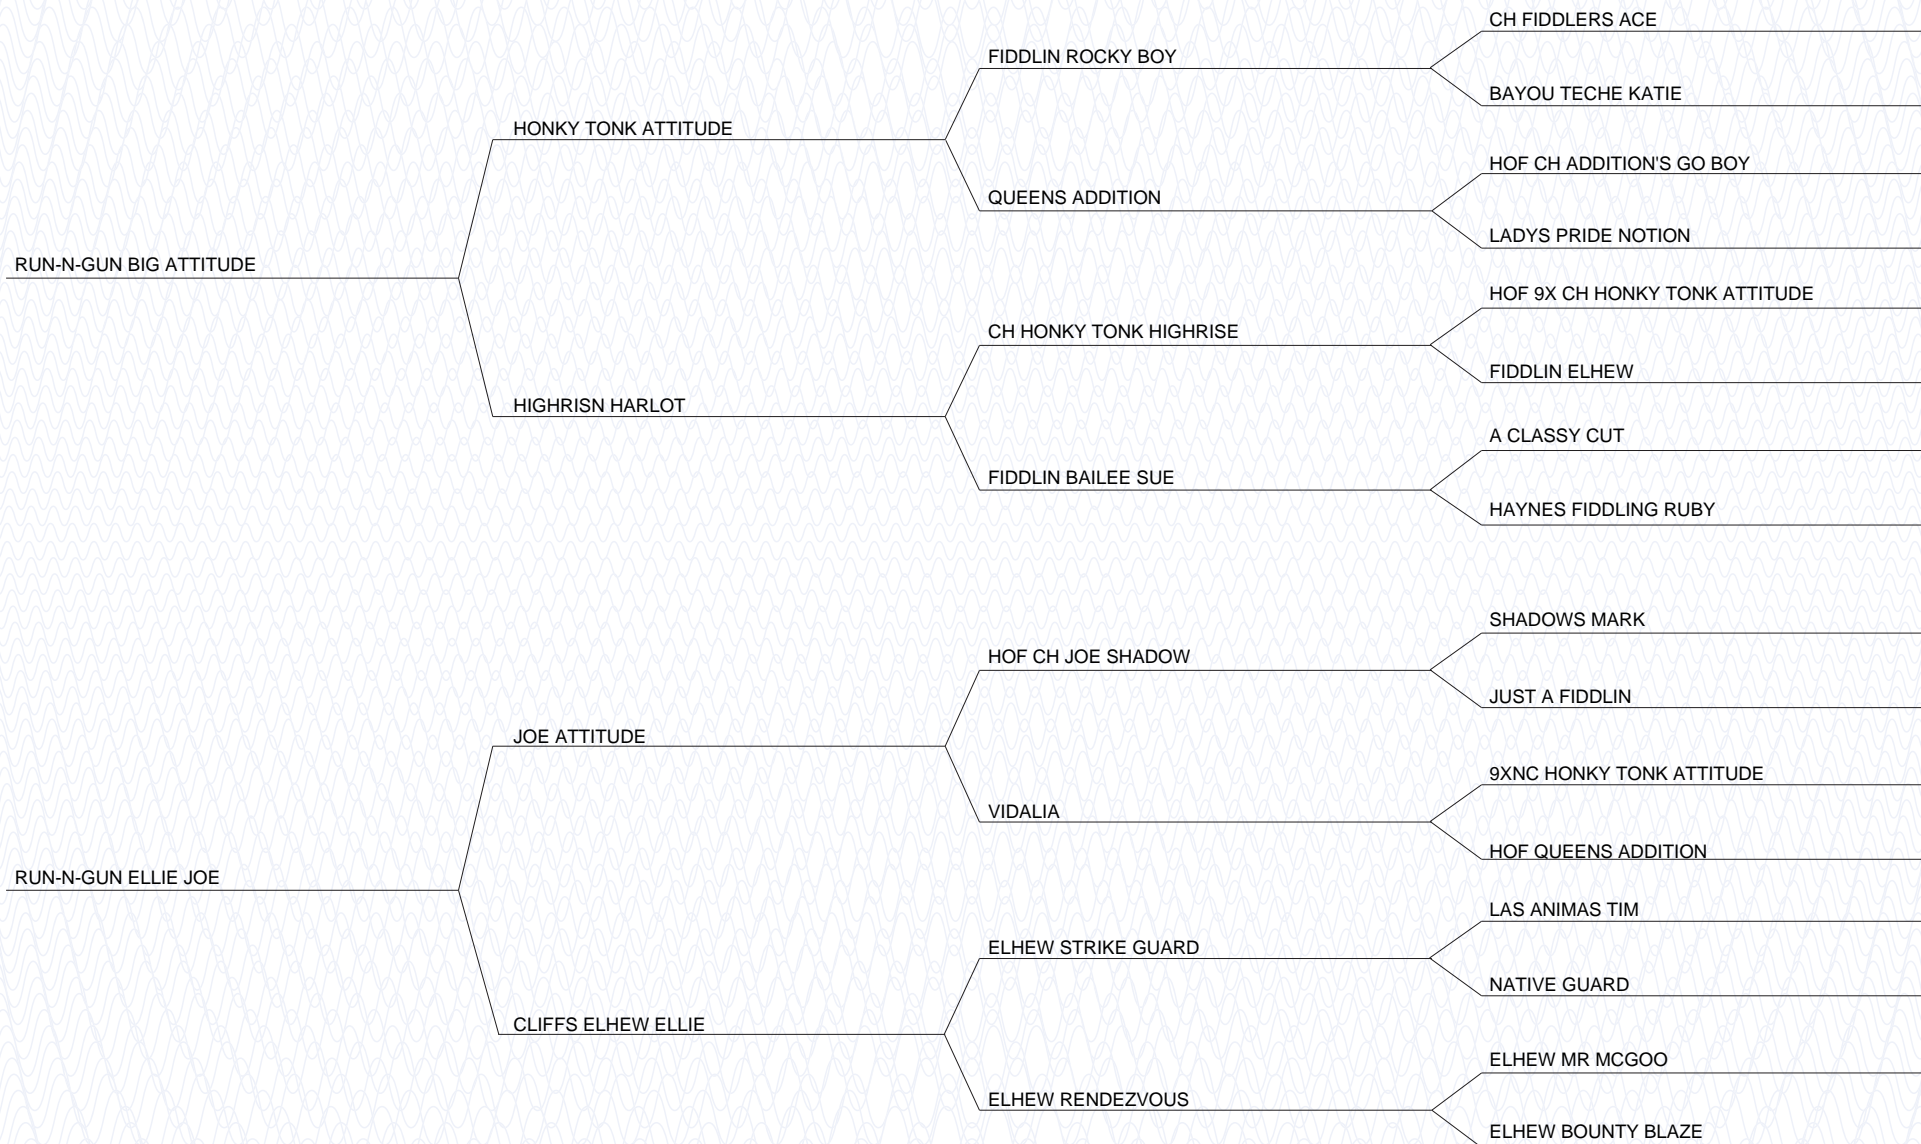 CH FIDDLERS ACE
FIDDLIN ROCKY BOY
BAYOU TECHE KATIE
HONKY TONK ATTITUDE
HOF CH ADDITION'S GO BOY
QUEENS ADDITION
LADYS PRIDE NOTION
RUN-N-GUN BIG ATTITUDE
HOF 9X CH HONKY TONK ATTITUDE
CH HONKY TONK HIGHRISE
FIDDLIN ELHEW
HIGHRISN HARLOT
A CLASSY CUT
FIDDLIN BAILEE SUE
HAYNES FIDDLING RUBY
SHADOWS MARK
HOF CH JOE SHADOW
JUST A FIDDLIN
JOE ATTITUDE
9XNC HONKY TONK ATTITUDE
VIDALIA
HOF QUEENS ADDITION
RUN-N-GUN ELLIE JOE
LAS ANIMAS TIM
ELHEW STRIKE GUARD
NATIVE GUARD
CLIFFS ELHEW ELLIE
ELHEW MR MCGOO
ELHEW RENDEZVOUS
ELHEW BOUNTY BLAZE